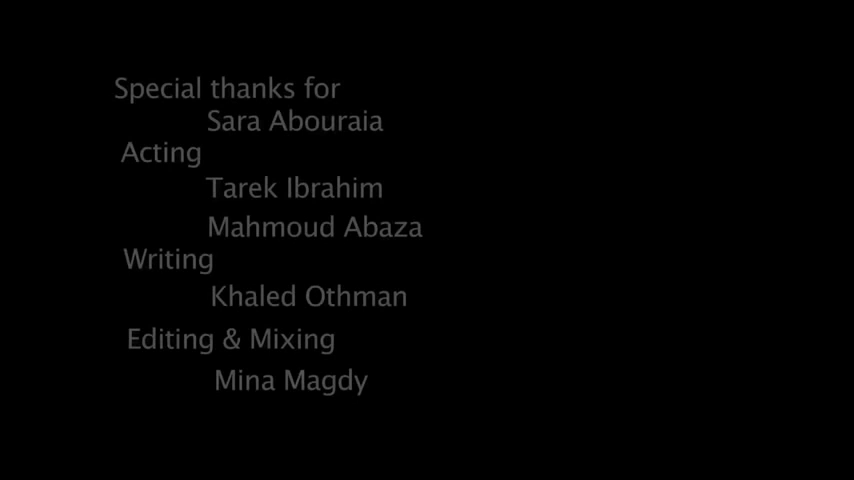 Special thanks for
Sara Abouraia
Acting
Tarek Ibrahim
Mahmoud Abaza
Writing
Khaled Othman
Editing & Mixing
Mina Magdy